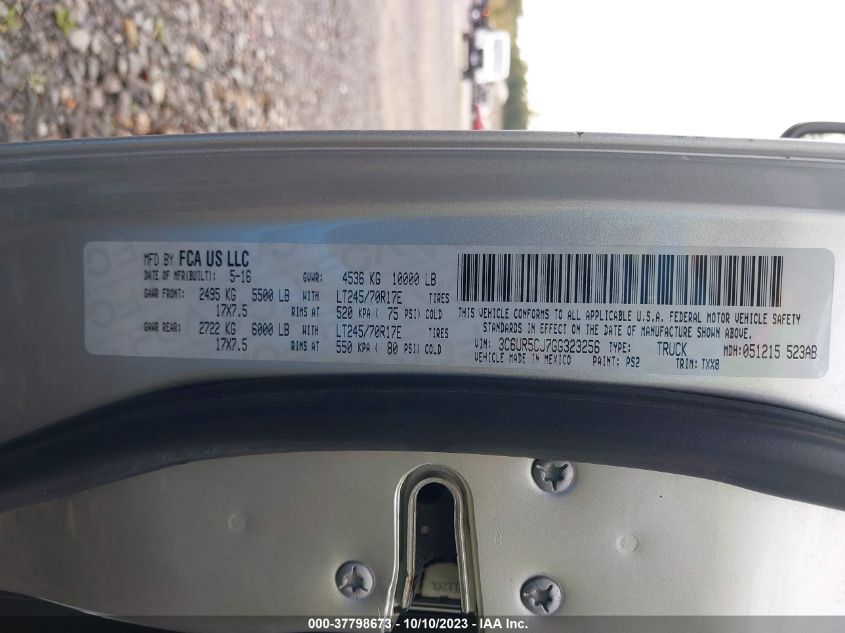 MFD BY FCA US LLC
DATE OF MFR(BUILT): 5-16 GVWR: 4536 KG 10000 LB
GAWR FRONT: 2495 KG 5500 LB WITH LT245/70R17E TIRES
17X7.5 RIMS AT 520 KPA ( 75 PSI) COLD
GAWR REAR: 2722 KG 6000 LB WITH LT245/70R17E TIRES
17X7.5 RIMS AT 550 KPA ( 80 PSI) COLD
THIS VEHICLE CONFORMS TO ALL APPLICABLE U.S.A. FEDERAL MOTOR VEHICLE SAFETY
STANDARDS IN EFFECT ON THE DATE OF MANUFACTURE SHOWN ABOVE.
VIN: 3C6UR5CJ7GG323256 TYPE: TRUCK MDH: 051215 523AB
VEHICLE MADE IN MEXICO PAINT: PS2 TRIM: TXX8
000-37798673 - 10/10/2023 - IAA Inc.